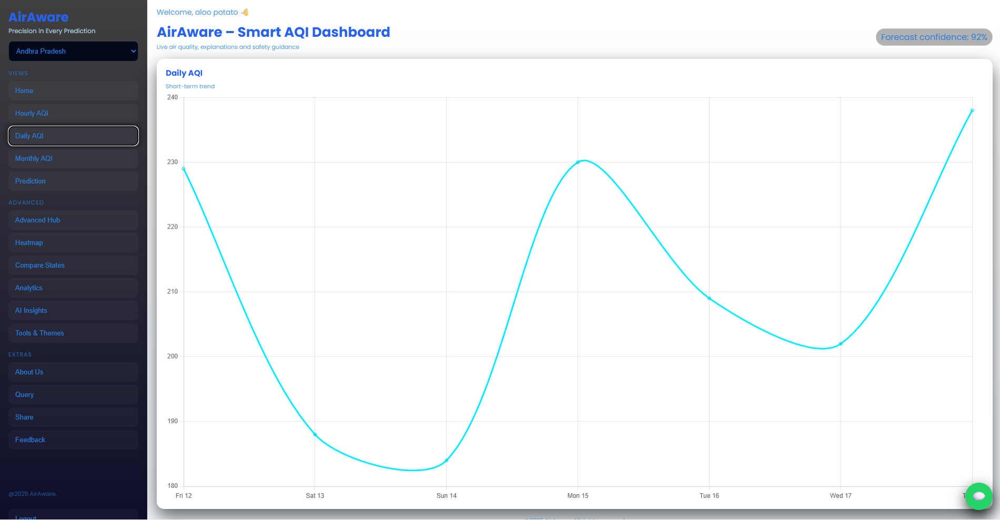 AirAware
Precision in Every Prediction
Andhra Pradesh
VIEWS
Home
Hourly AQI
Daily AQI
Monthly AQI
Prediction
ADVANCED
Advanced Hub
Heatmap
Compare States
Analytics
AI Insights
Tools & Themes
EXTRAS
About Us
Query
Share
Feedback
@2025 AirAware.
Logout
Welcome, aloo potato 👋
AirAware – Smart AQI Dashboard
Live air quality, explanations and safety guidance
Forecast confidence: 92%
Daily AQI
Short-term trend
240
230
220
210
200
190
180
Fri 12
Sat 13
Sun 14
Mon 15
Tue 16
Wed 17